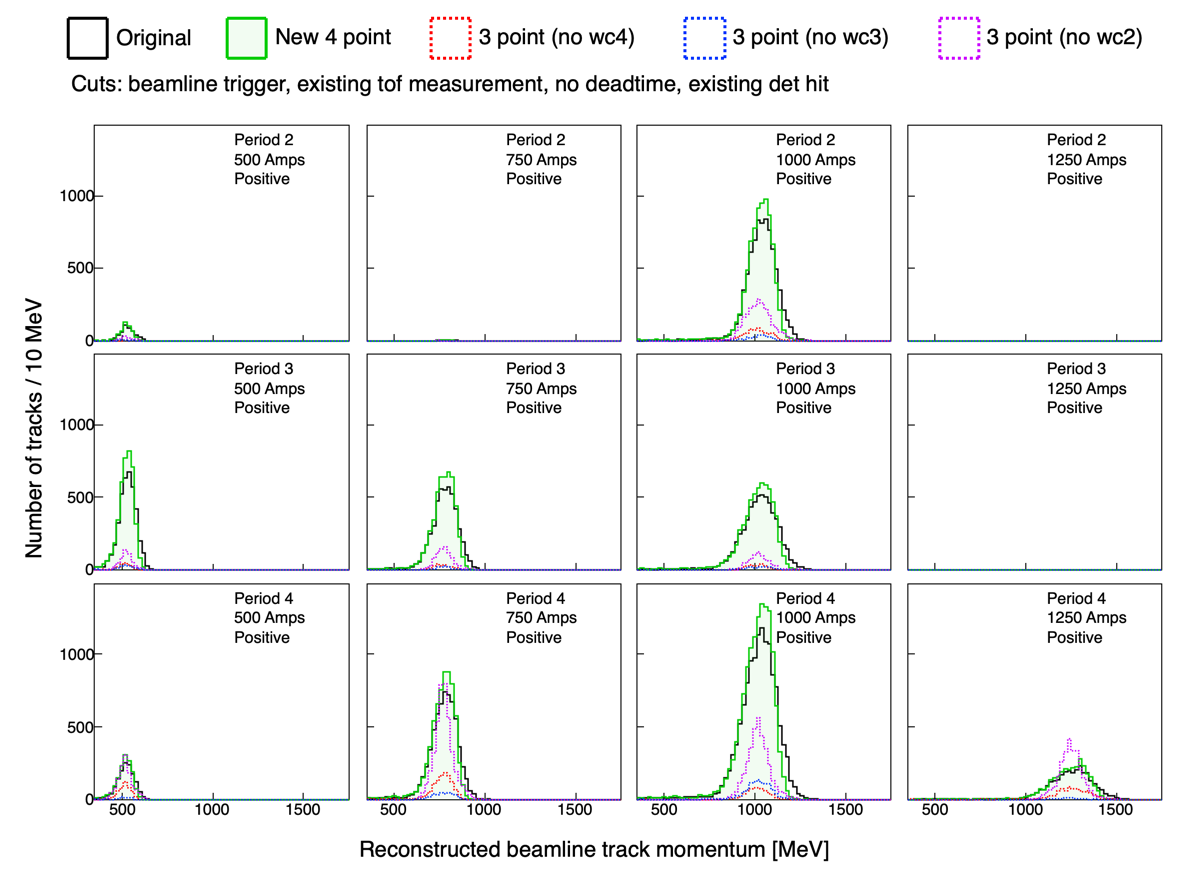 Original New 4 point 3 point (no wc4) 3 point (no wc3) 3 point (no wc2)
Cuts: beamline trigger, existing tof measurement, no deadtime, existing det hit
Number of tracks / 10 MeV
Period 2
500 Amps
Positive
1000
500
0
Period 2
750 Amps
Positive
Period 2
1000 Amps
Positive
Period 2
1250 Amps
Positive
Period 3
500 Amps
Positive
1000
500
0
Period 3
750 Amps
Positive
Period 3
1000 Amps
Positive
Period 3
1250 Amps
Positive
Period 4
500 Amps
Positive
1000
500
0
500 1000 1500
Period 4
750 Amps
Positive
500 1000 1500
Period 4
1000 Amps
Positive
500 1000 1500
Period 4
1250 Amps
Positive
500 1000 1500
Reconstructed beamline track momentum [MeV]